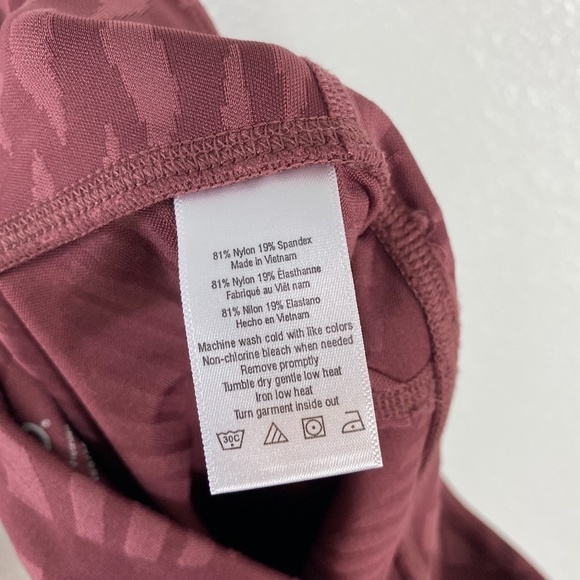 81% Nylon 19% Spandex
Made in Vietnam
81% Nylon 19% Élasthanne
Fabriqué au Viêt nam
81% Nilon 19% Elastano
Hecho en Vietnam
Machine wash cold with like colors
Non-chlorine bleach when needed
Remove promptly
Tumble dry gentle low heat
Iron low heat
Turn garment inside out
30C